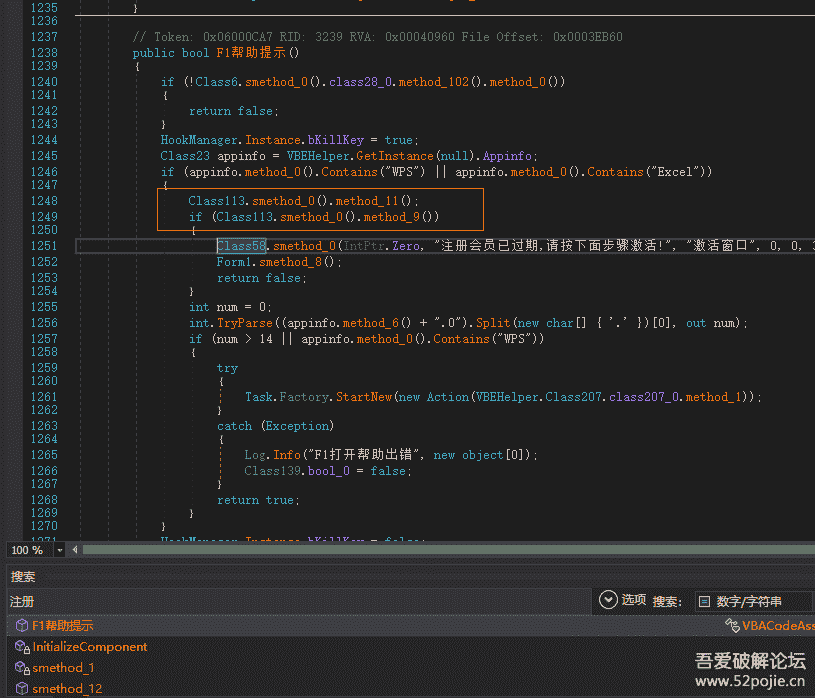 1235 }
1236
1237 // Token: 0x06000CA7 RID: 3239 RVA: 0x00040960 File Offset: 0x0003EB60
1238 public bool F1帮助提示()
1239 {
1240 if (!Class6.smethod_0().class28_0.method_102().method_0())
1241 {
1242 return false;
1243 }
1244 HookManager.Instance.bKillKey = true;
1245 Class23 appinfo = VBEHelper.GetInstance(null).Appinfo;
1246 if (appinfo.method_0().Contains("WPS") || appinfo.method_0().Contains("Excel"))
1247 {
1248 Class113.smethod_0().method_11();
1249 if (Class113.smethod_0().method_9())
1250 {
1251 Class58.smethod_0(IntPtr.Zero, "注册会员已过期,请按下面步骤激活!", "激活窗口", 0, 0, 3
1252 Form1.smethod_8();
1253 return false;
1254 }
1255 int num = 0;
1256 int.TryParse((appinfo.method_6() + ".0").Split(new char[] { '.' })[0], out num);
1257 if (num > 14 || appinfo.method_0().Contains("WPS"))
1258 {
1259 try
1260 {
1261 Task.Factory.StartNew(new Action(VBEHelper.Class207.class207_0.method_1));
1262 }
1263 catch (Exception)
1264 {
1265 Log.Info("F1打开帮助出错", new object[0]);
1266 Class139.bool_0 = false;
1267 }
1268 return true;
1269 }
1270 }
1271 HookManager.Instance.bKillKey = false;
100 %
搜索
注册 选项 搜索: 数字/字符串
F1帮助提示 VBACodeAss
InitializeComponent
smethod_1
smethod_12
吾爱破解论坛
www.52pojie.cn